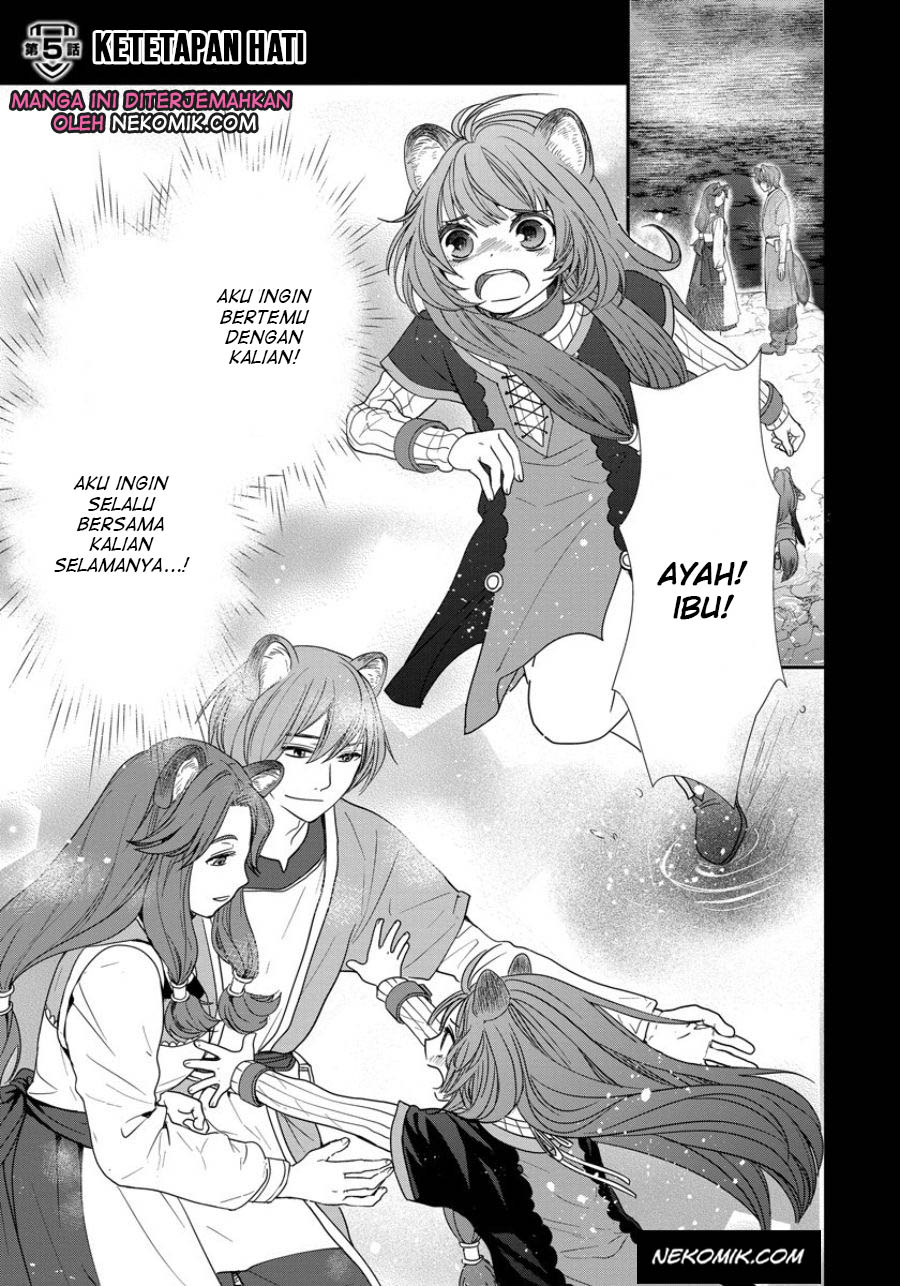 第5話 KETETAPAN HATI
MANGA INI DITERJEMAHKAN
OLEH NEKOMIK.COM
AYAH!
IBU!
AKU INGIN
BERTEMU
DENGAN
KALIAN!
AKU INGIN
SELALU
BERSAMA
KALIAN
SELAMANYA...!
NEKOMIK.COM